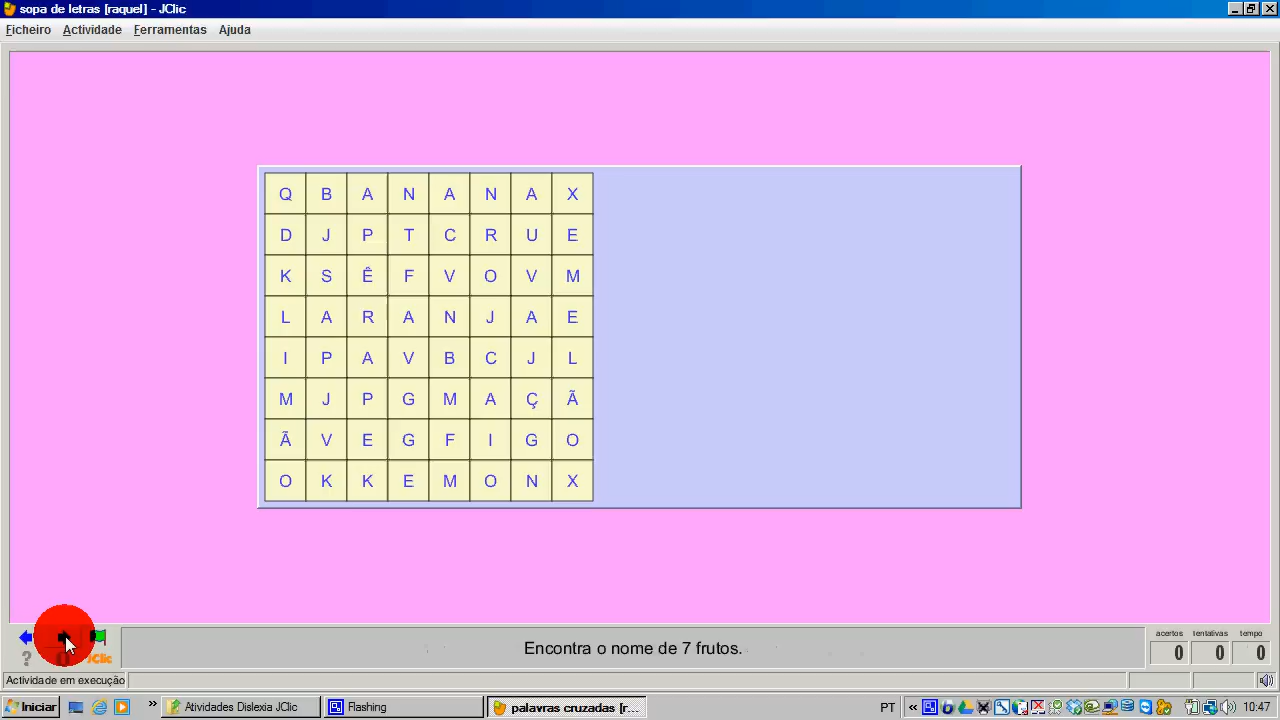 sopa de letras [raquel] - JClic
Ficheiro Actividade Ferramentas Ajuda
Q B A N A N A X
D J P T C R U E
K S Ê F V O V M
L A R A N J A E
I P A V B C J L
M J P G M A Ç Ã
Ã V E G F I G O
O K K E M O N X
Encontra o nome de 7 frutos.
acertos tentativas tempo
0 0 0
? 0 JClic
Actividade em execução
Iniciar » Atividades Dislexia JClic Flashing palavras cruzadas [r... PT « 10:47